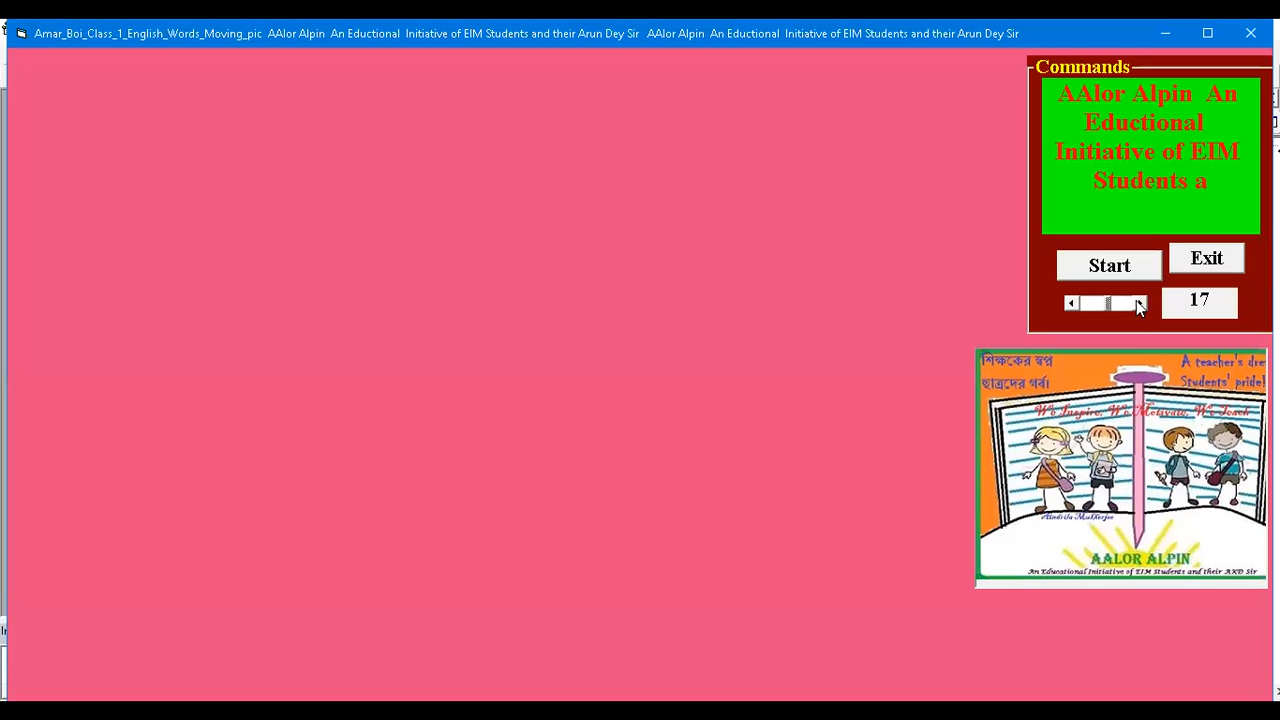 Amar_Boi_Class_1_English_Words_Moving_pic AAlor Alpin An Eductional Initiative of EIM Students and their Arun Dey Sir AAlor Alpin An Eductional Initiative of EIM Students and their Arun Dey Sir
Commands
AAlor Alpin An
Eductional
Initiative of EIM
Students a
Start
Exit
17
শিক্ষকের স্বপ্ন
ছাত্রদের গর্ব।
A teacher's dre
Students' pride!
We Inspire, We Motivate, We Teach
Aindrila Mukherjee
AALOR ALPIN
An Educational Initiative of EIM Students and their AKD Sir